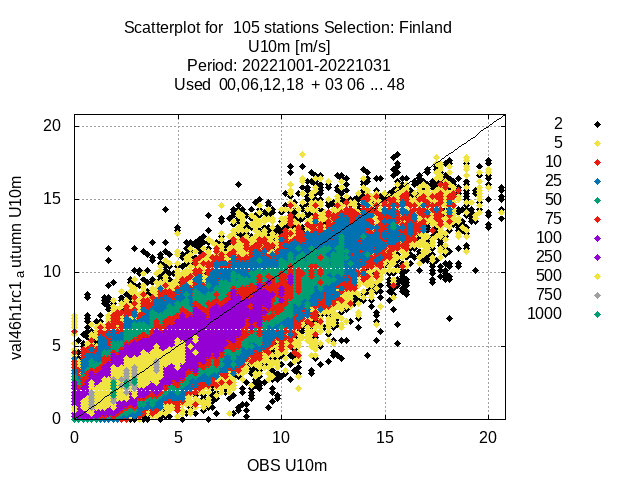 Scatterplot for 105 stations Selection: Finland
U10m [m/s]
Period: 20221001-20221031
Used 00,06,12,18 + 03 06 ... 48
val46h1rc1 a utumn U10m
20
15
10
5
0
0 5 10 15 20
OBS U10m
2
5
10
25
50
75
100
250
500
750
1000